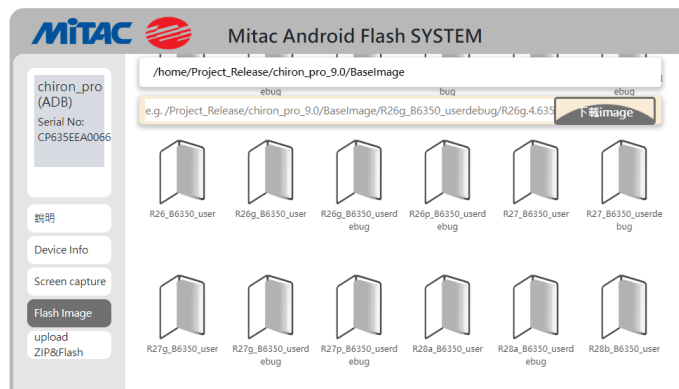 MiTAC
Mitac Android Flash SYSTEM
/home/Project_Release/chiron_pro_9.0/BaseImage
chiron_pro
(ADB)
Serial No:
CP635EEA0066
ebug
bug
ebug
e.g. /Project_Release/chiron_pro_9.0/BaseImage/R26g_B6350_userdebug/R26g.4.635
下載image
R26_B6350_user
R26g_B6350_user
R26g_B6350_userd
ebug
R26p_B6350_userd
ebug
R27_B6350_user
R27_B6350_userde
bug
說明
Device Info
Screen capture
Flash Image
upload
ZIP&Flash
R27g_B6350_user
R27g_B6350_userd
ebug
R27p_B6350_userd
ebug
R28a_B6350_user
R28a_B6350_userd
ebug
R28b_B6350_user